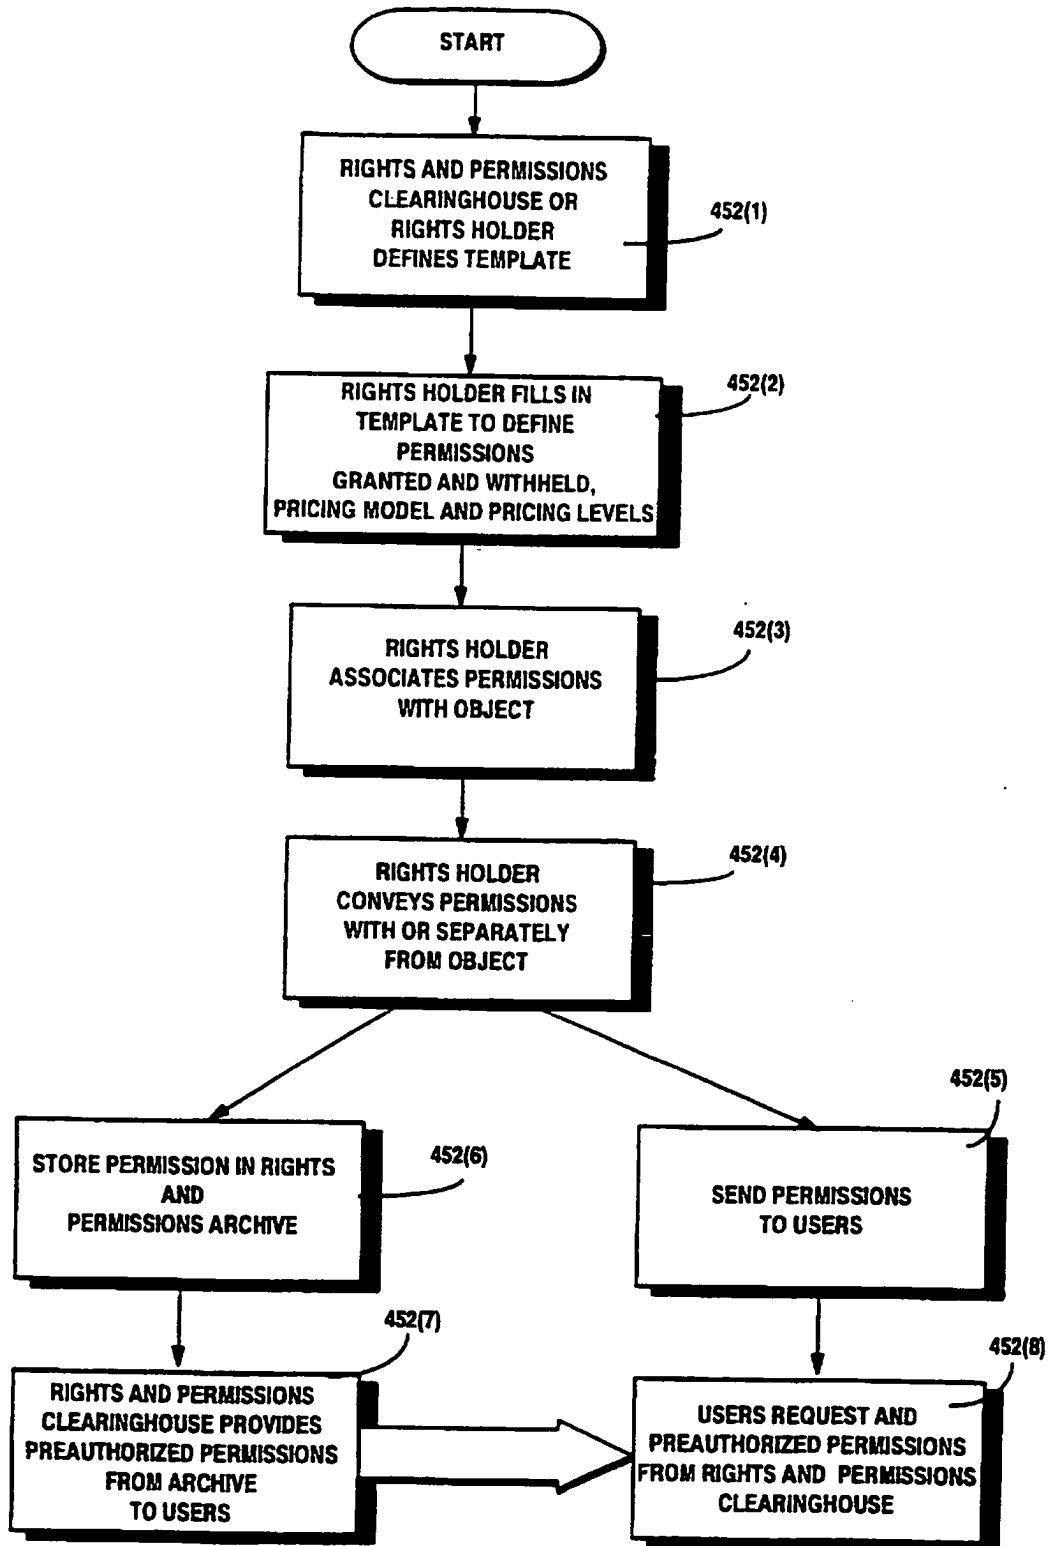 START
RIGHTS AND PERMISSIONS
CLEARINGHOUSE OR
RIGHTS HOLDER
DEFINES TEMPLATE
452(1)
RIGHTS HOLDER FILLS IN
TEMPLATE TO DEFINE
PERMISSIONS
GRANTED AND WITHHELD,
PRICING MODEL AND PRICING LEVELS
452(2)
RIGHTS HOLDER
ASSOCIATES PERMISSIONS
WITH OBJECT
452(3)
RIGHTS HOLDER
CONVEYS PERMISSIONS
WITH OR SEPARATELY
FROM OBJECT
452(4)
STORE PERMISSION IN RIGHTS
AND
PERMISSIONS ARCHIVE
452(6)
SEND PERMISSIONS
TO USERS
452(5)
RIGHTS AND PERMISSIONS
CLEARINGHOUSE PROVIDES
PREAUTHORIZED PERMISSIONS
FROM ARCHIVE
TO USERS
452(7)
USERS REQUEST AND
PREAUTHORIZED PERMISSIONS
FROM RIGHTS AND PERMISSIONS
CLEARINGHOUSE
452(8)